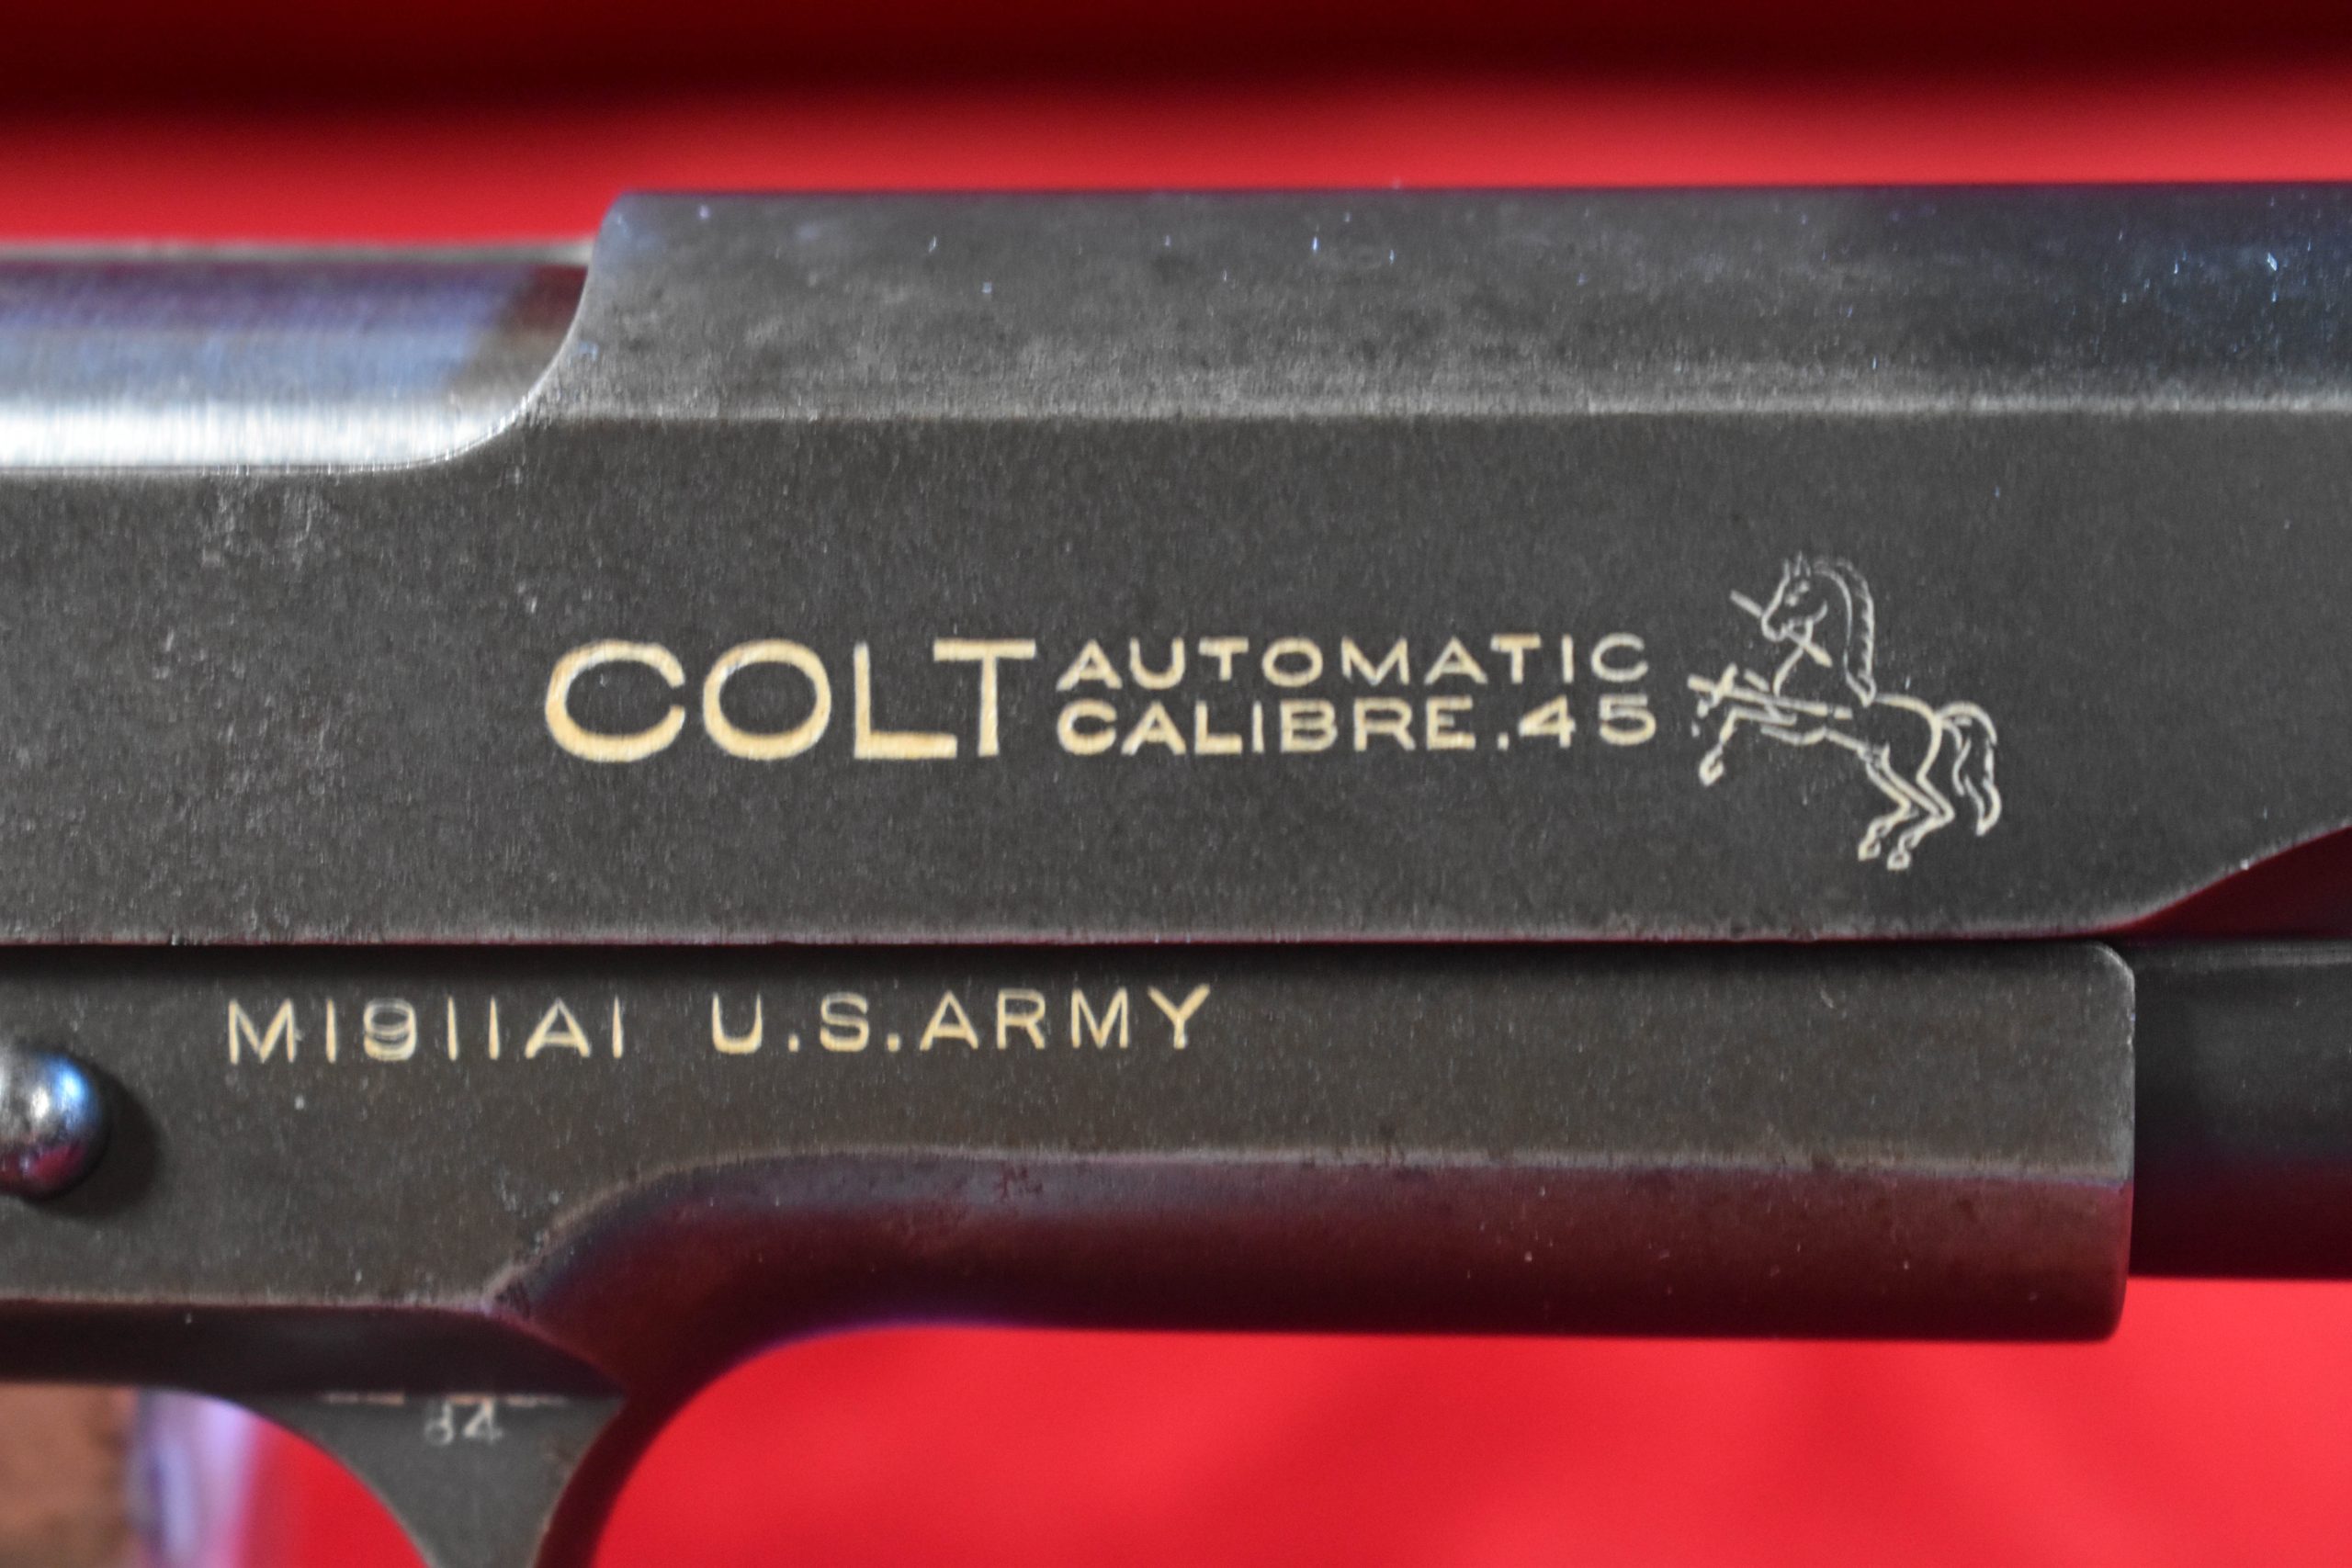 COLT AUTOMATIC
CALIBRE .45
M1911A1 U.S. ARMY